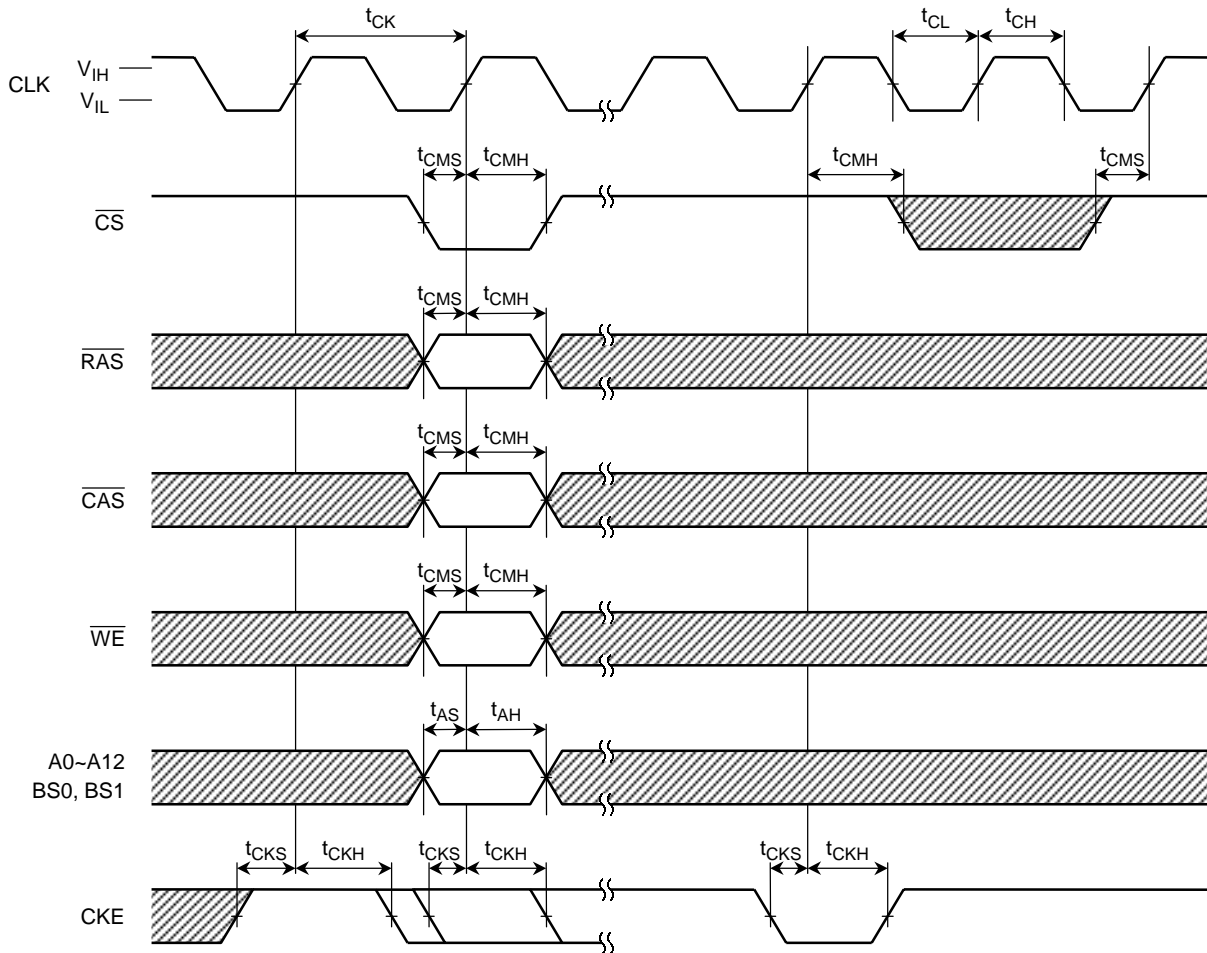 tCK
tCL
tCH
CLK
VIH
VIL
tCMS
tCMH
tCMH
tCMS
CS
tCMS
tCMH
RAS
tCMS
tCMH
CAS
tCMS
tCMH
WE
tAS
tAH
A0~A12
BS0, BS1
tCKS
tCKH
tCKS
tCKH
tCKS
tCKH
CKE